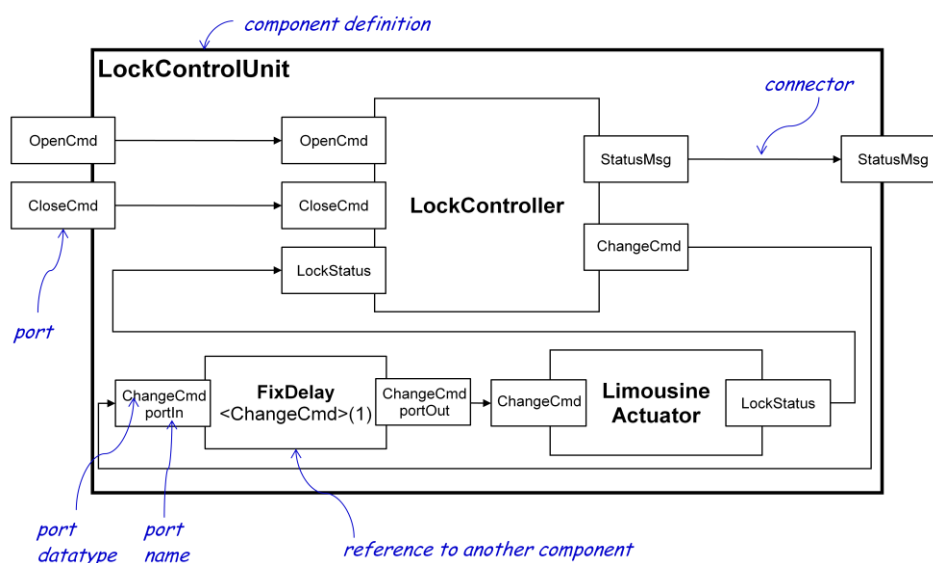 component definition
LockControlUnit
connector
OpenCmd
OpenCmd
StatusMsg
StatusMsg
CloseCmd
CloseCmd
LockController
LockStatus
ChangeCmd
port
ChangeCmd
portIn
FixDelay
<ChangeCmd>(1)
ChangeCmd
portOut
ChangeCmd
Limousine
Actuator
LockStatus
port
datatype
port
name
reference to another component